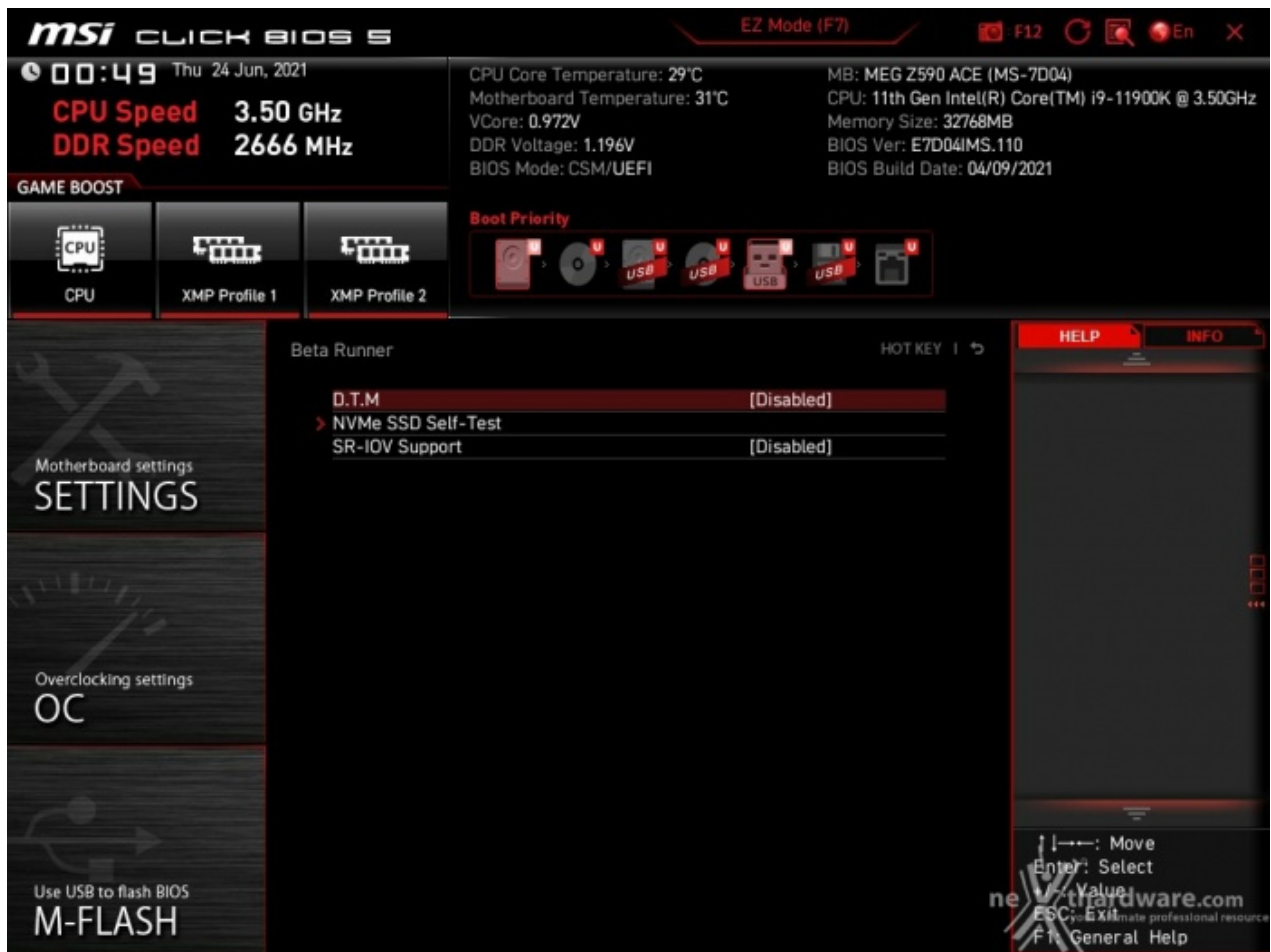 msi CLICK BIOS 5
EZ Mode (F7)
F12
En
00:49 Thu 24 Jun, 2021
CPU Speed 3.50 GHz
DDR Speed 2666 MHz
CPU Core Temperature: 29°C
Motherboard Temperature: 31°C
VCore: 0.972V
DDR Voltage: 1.196V
BIOS Mode: CSM/UEFI
MB: MEG Z590 ACE (MS-7D04)
CPU: 11th Gen Intel(R) Core(TM) i9-11900K @ 3.50GHz
Memory Size: 32768MB
BIOS Ver: E7D04IMS.110
BIOS Build Date: 04/09/2021
GAME BOOST
CPU
CPU
XMP Profile 1
XMP Profile 2
Boot Priority
U U U U U U U
USB USB USB USB
Motherboard settings
SETTINGS
Overclocking settings
OC
Use USB to flash BIOS
M-FLASH
Beta Runner
HOT KEY |
D.T.M [Disabled]
NVMe SSD Self-Test
SR-IOV Support [Disabled]
HELP
INFO
↑↓→←: Move
Enter: Select
+/-: Value
ESC: Exit
F1: General Help
nexthardware.com
your ultimate professional resource